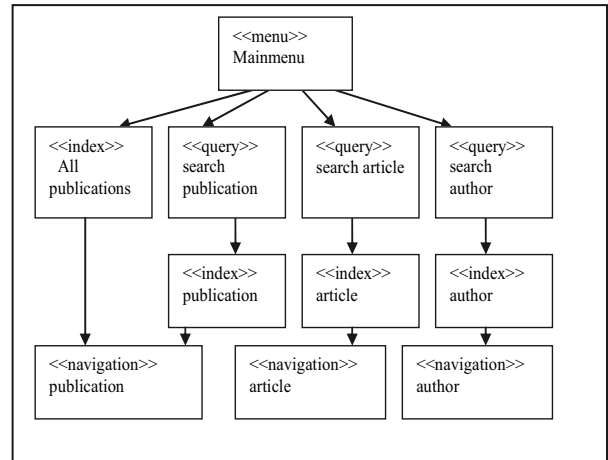 <<menu>>
Mainmenu
<<index>>
All
publications
<<query>>
search
publication
<<query>>
search article
<<query>>
search
author
<<index>>
publication
<<index>>
article
<<index>>
author
<<navigation>>
publication
<<navigation>>
article
<<navigation>>
author